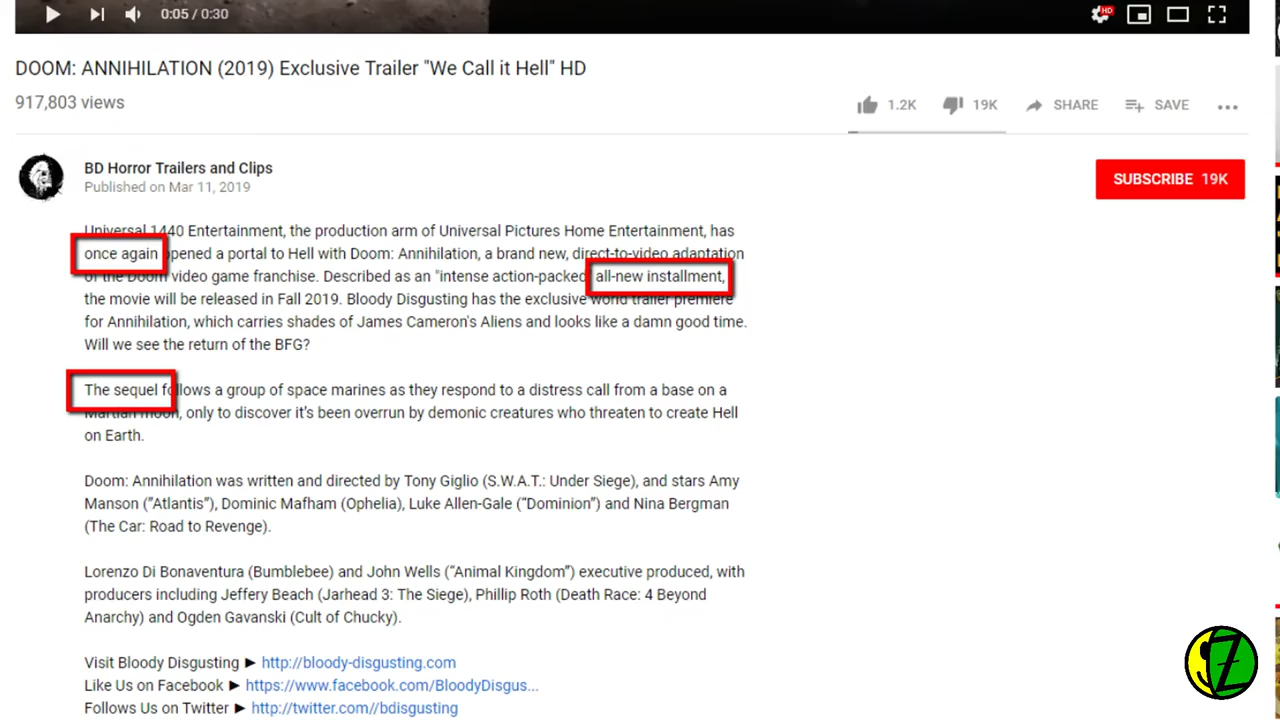 0:05 / 0:30
HD
DOOM: ANNIHILATION (2019) Exclusive Trailer "We Call it Hell" HD
917,803 views
1.2K 19K SHARE SAVE
BD Horror Trailers and Clips
Published on Mar 11, 2019
SUBSCRIBE 19K
Universal 1440 Entertainment, the production arm of Universal Pictures Home Entertainment, has
once again opened a portal to Hell with Doom: Annihilation, a brand new, direct-to-video adaptation
of the Doom video game franchise. Described as an "intense action-packed, all-new installment,
the movie will be released in Fall 2019. Bloody Disgusting has the exclusive world trailer premiere
for Annihilation, which carries shades of James Cameron's Aliens and looks like a damn good time.
Will we see the return of the BFG?
The sequel follows a group of space marines as they respond to a distress call from a base on a
Martian moon, only to discover it's been overrun by demonic creatures who threaten to create Hell
on Earth.
Doom: Annihilation was written and directed by Tony Giglio (S.W.A.T.: Under Siege), and stars Amy
Manson ("Atlantis"), Dominic Mafham (Ophelia), Luke Allen-Gale ("Dominion") and Nina Bergman
(The Car: Road to Revenge).
Lorenzo Di Bonaventura (Bumblebee) and John Wells ("Animal Kingdom") executive produced, with
producers including Jeffery Beach (Jarhead 3: The Siege), Phillip Roth (Death Race: 4 Beyond
Anarchy) and Ogden Gavanski (Cult of Chucky).
Visit Bloody Disgusting ► http://bloody-disgusting.com
Like Us on Facebook ► https://www.facebook.com/BloodyDisgus...
Follows Us on Twitter ► http://twitter.com//bdisgusting